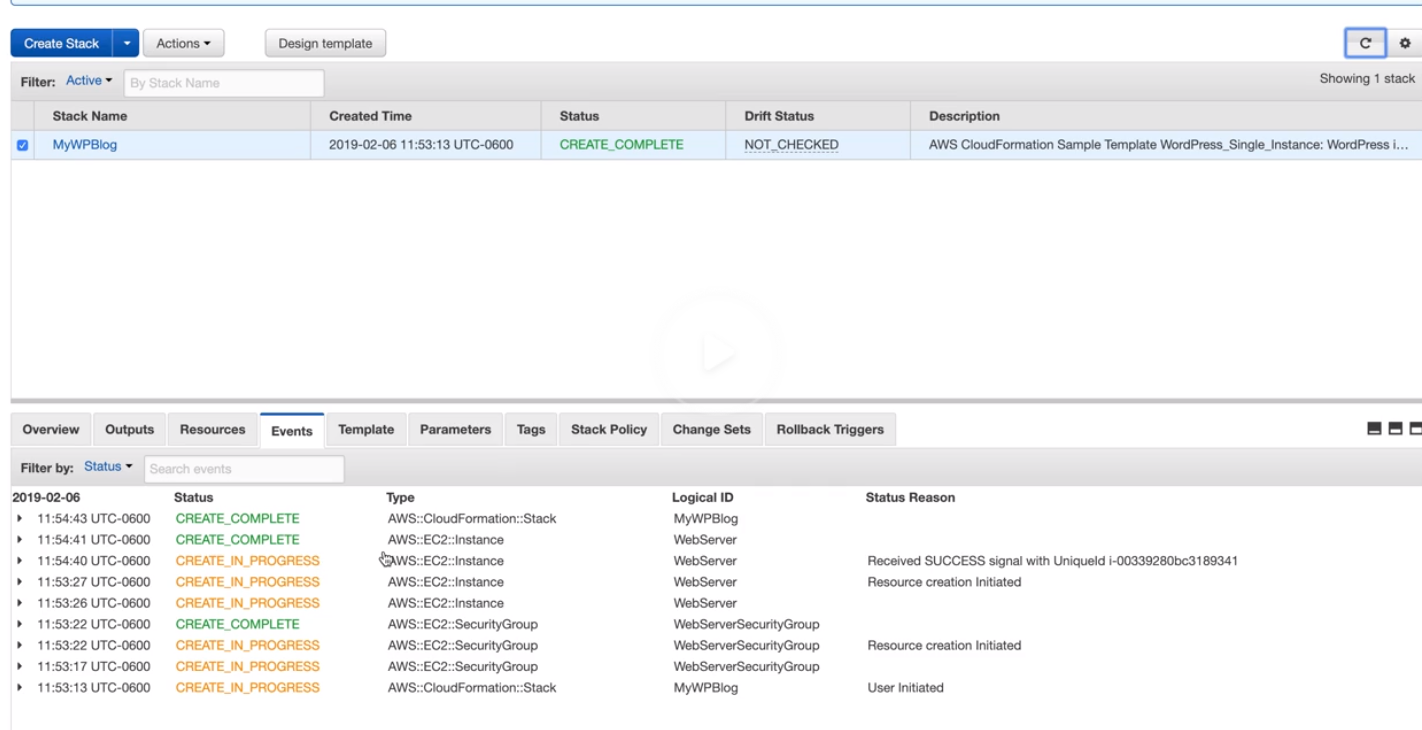 Create Stack Actions Design template
Filter: Active By Stack Name Showing 1 stack
Stack Name Created Time Status Drift Status Description
MyWPBlog 2019-02-06 11:53:13 UTC-0600 CREATE_COMPLETE NOT_CHECKED AWS CloudFormation Sample Template WordPress_Single_Instance: WordPress i...
Overview Outputs Resources Events Template Parameters Tags Stack Policy Change Sets Rollback Triggers
Filter by: Status Search events
2019-02-06 Status Type Logical ID Status Reason
11:54:43 UTC-0600 CREATE_COMPLETE AWS::CloudFormation::Stack MyWPBlog
11:54:41 UTC-0600 CREATE_COMPLETE AWS::EC2::Instance WebServer
11:54:40 UTC-0600 CREATE_IN_PROGRESS AWS::EC2::Instance WebServer Received SUCCESS signal with UniqueId i-00339280bc3189341
11:53:27 UTC-0600 CREATE_IN_PROGRESS AWS::EC2::Instance WebServer Resource creation Initiated
11:53:26 UTC-0600 CREATE_IN_PROGRESS AWS::EC2::Instance WebServer
11:53:22 UTC-0600 CREATE_COMPLETE AWS::EC2::SecurityGroup WebServerSecurityGroup
11:53:22 UTC-0600 CREATE_IN_PROGRESS AWS::EC2::SecurityGroup WebServerSecurityGroup Resource creation Initiated
11:53:17 UTC-0600 CREATE_IN_PROGRESS AWS::EC2::SecurityGroup WebServerSecurityGroup
11:53:13 UTC-0600 CREATE_IN_PROGRESS AWS::CloudFormation::Stack MyWPBlog User Initiated